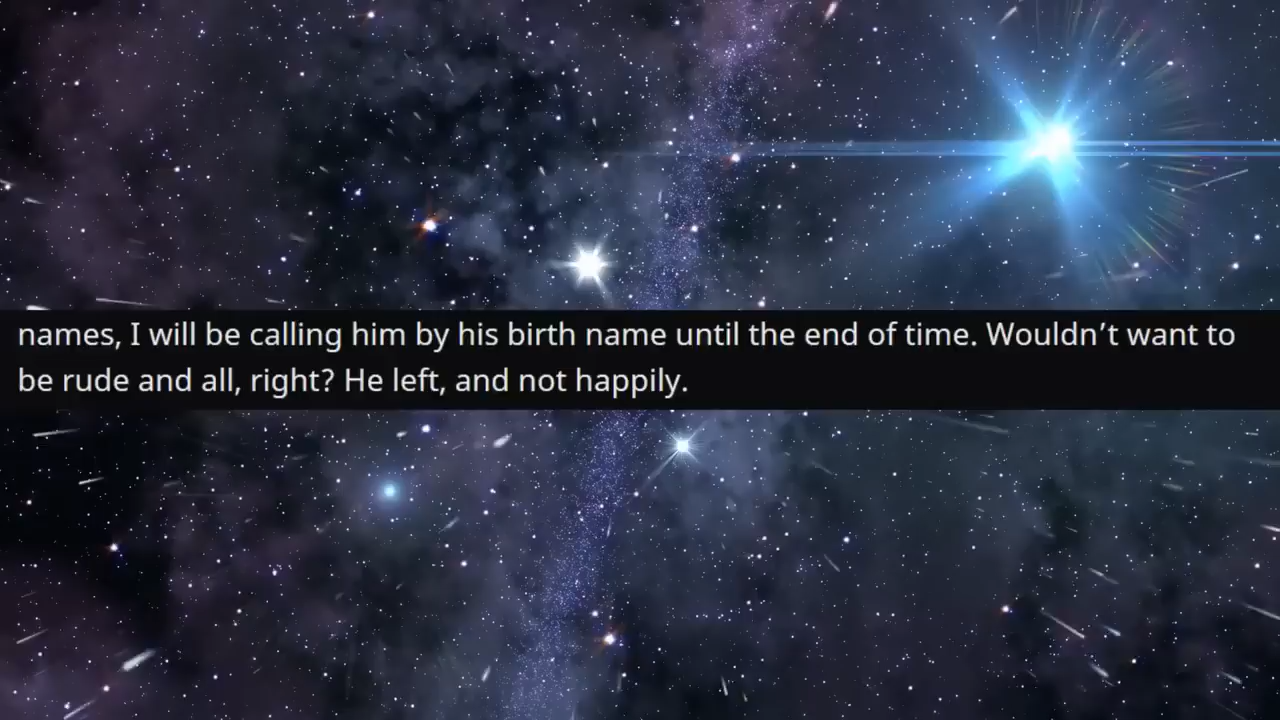 names, I will be calling him by his birth name until the end of time. Wouldn’t want to
be rude and all, right? He left, and not happily.